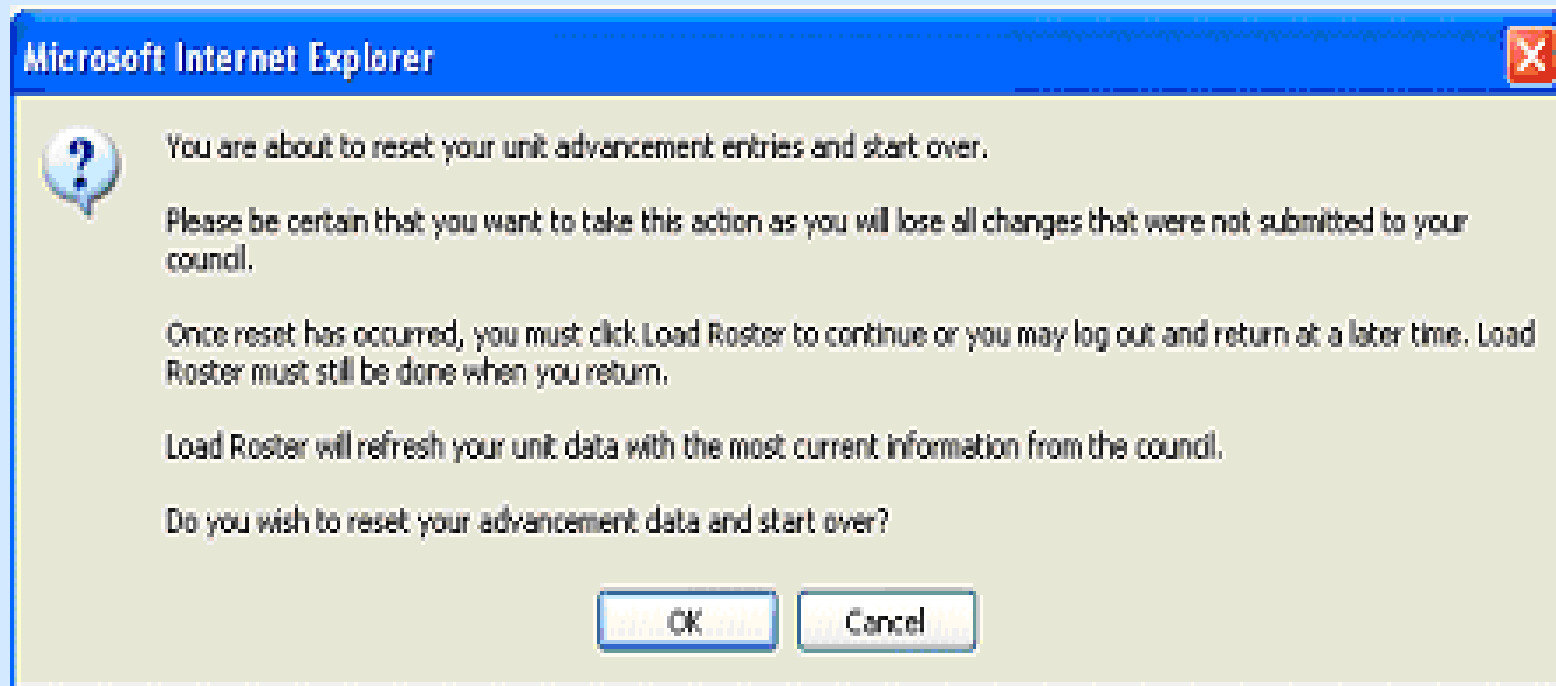 Microsoft Internet Explorer
You are about to reset your unit advancement entries and start over.
Please be certain that you want to take this action as you will lose all changes that were not submitted to your
council.
Once reset has occurred, you must click Load Roster to continue or you may log out and return at a later time. Load
Roster must still be done when you return.
Load Roster will refresh your unit data with the most current information from the council.
Do you wish to reset your advancement data and start over?
OK
Cancel